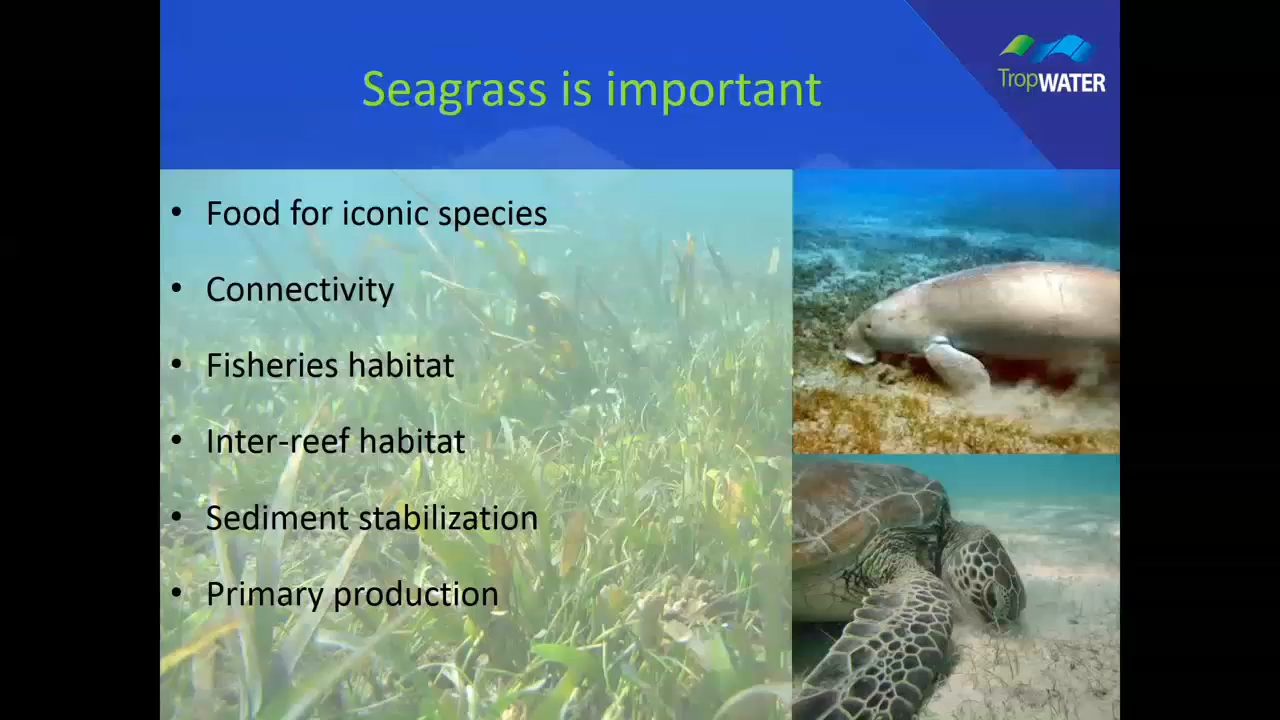 Seagrass is important
TropWATER
• Food for iconic species
• Connectivity
• Fisheries habitat
• Inter-reef habitat
• Sediment stabilization
• Primary production